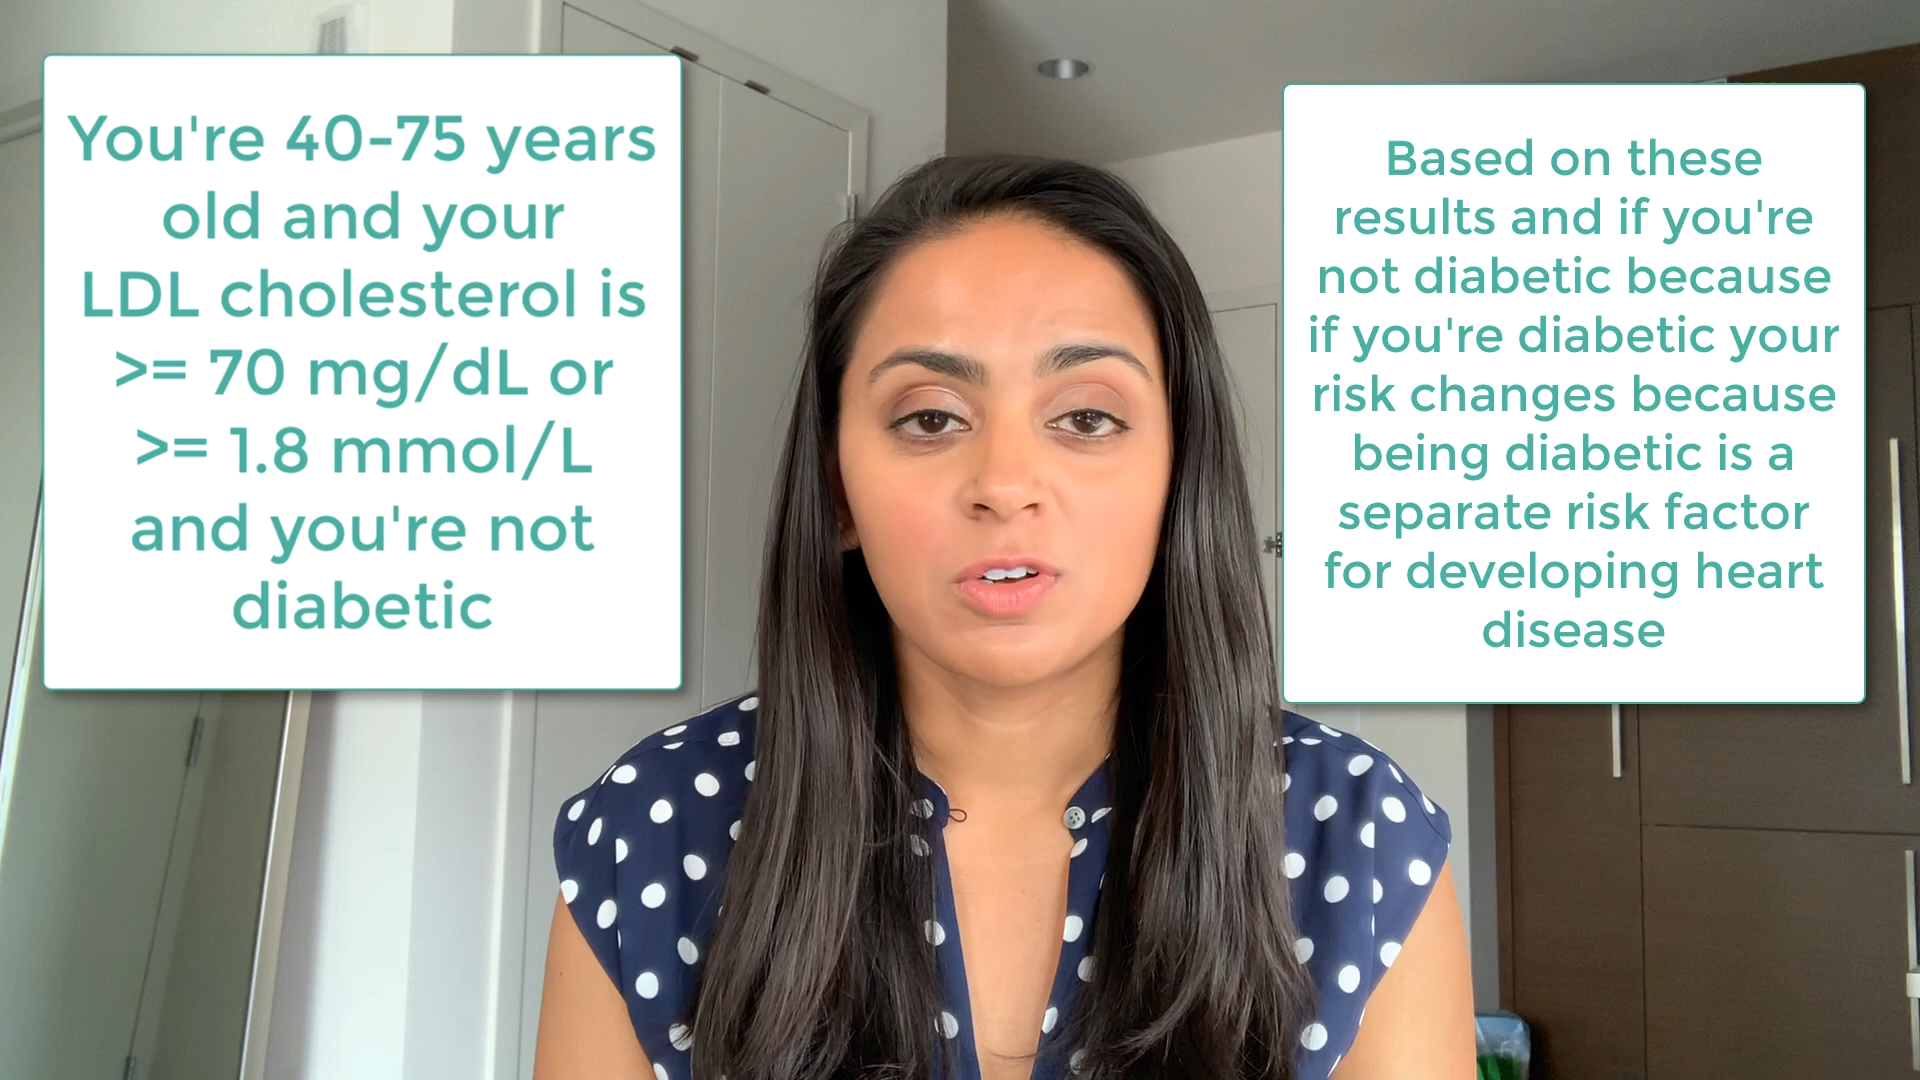 You're 40-75 years
old and your
LDL cholesterol is
>= 70 mg/dL or
>= 1.8 mmol/L
and you're not
diabetic
Based on these
results and if you're
not diabetic because
if you're diabetic your
risk changes because
being diabetic is a
separate risk factor
for developing heart
disease